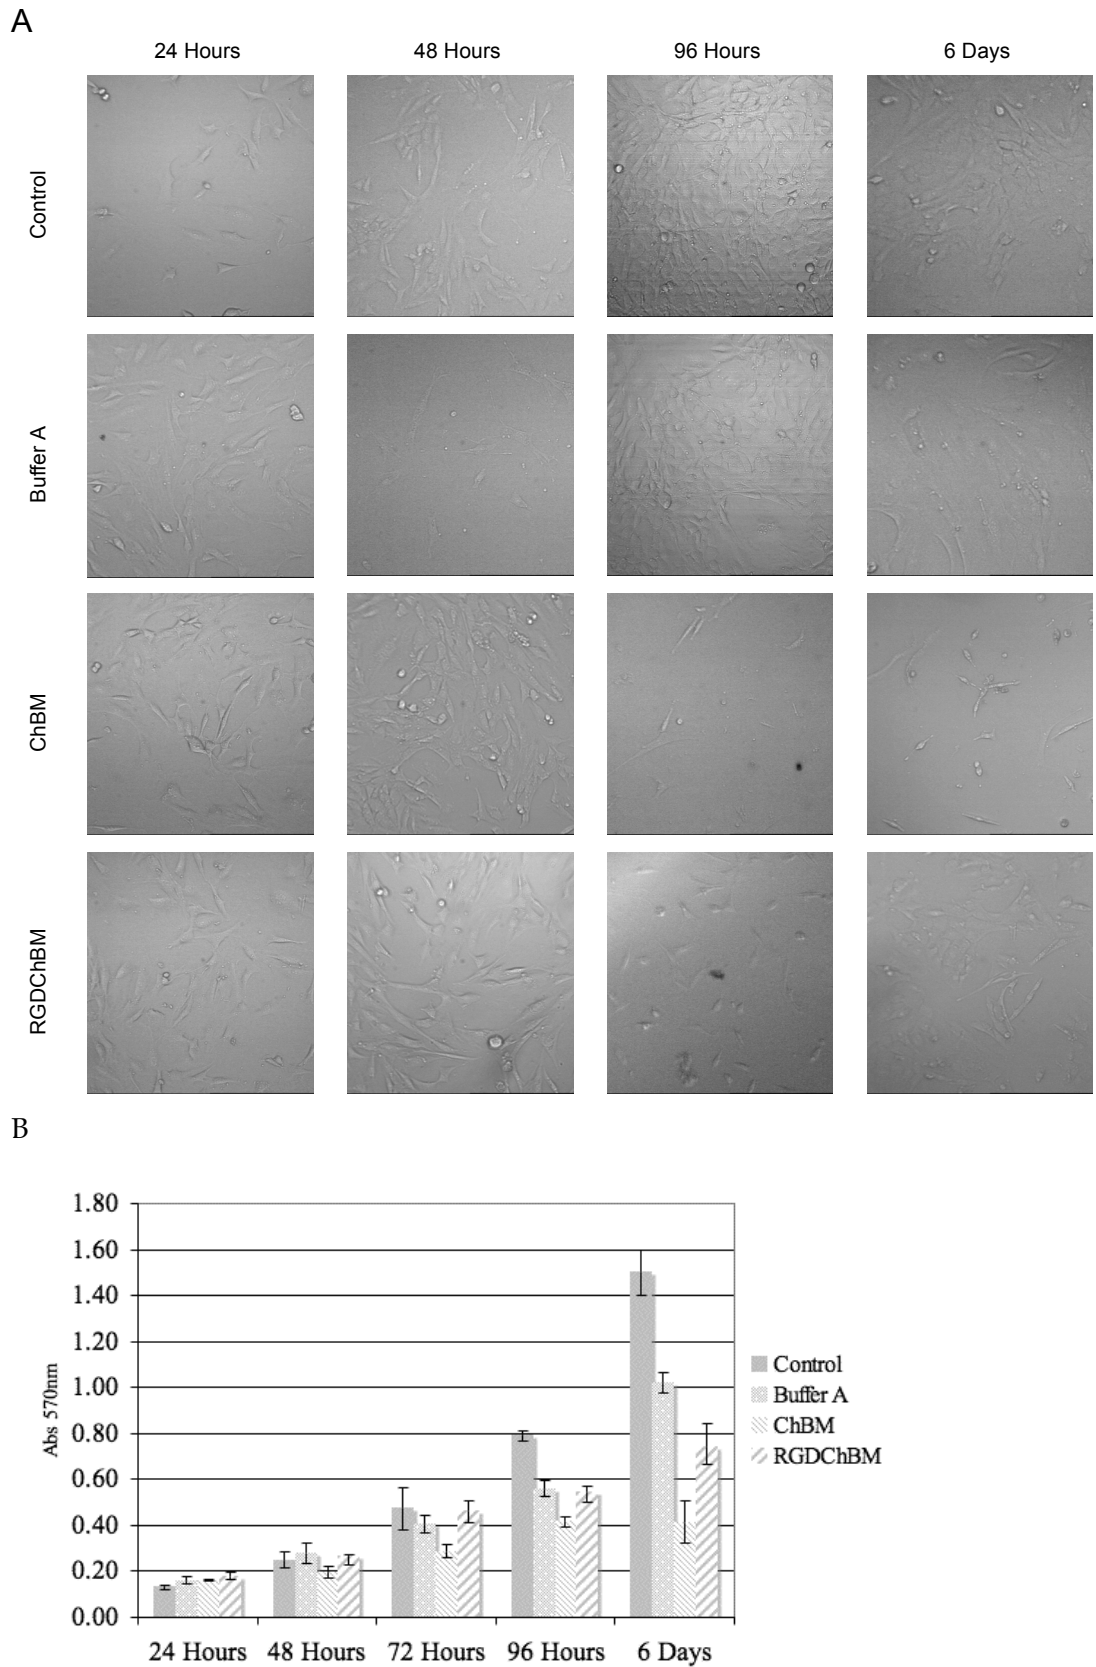 A
24 Hours 48 Hours 96 Hours 6 Days
Control
Buffer A
ChBM
RGDChBM
B
1.80
1.60
1.40
1.20
1.00
0.80
0.60
0.40
0.20
0.00
Abs 570nm
24 Hours 48 Hours 72 Hours 96 Hours 6 Days
Control
Buffer A
ChBM
RGDChBM